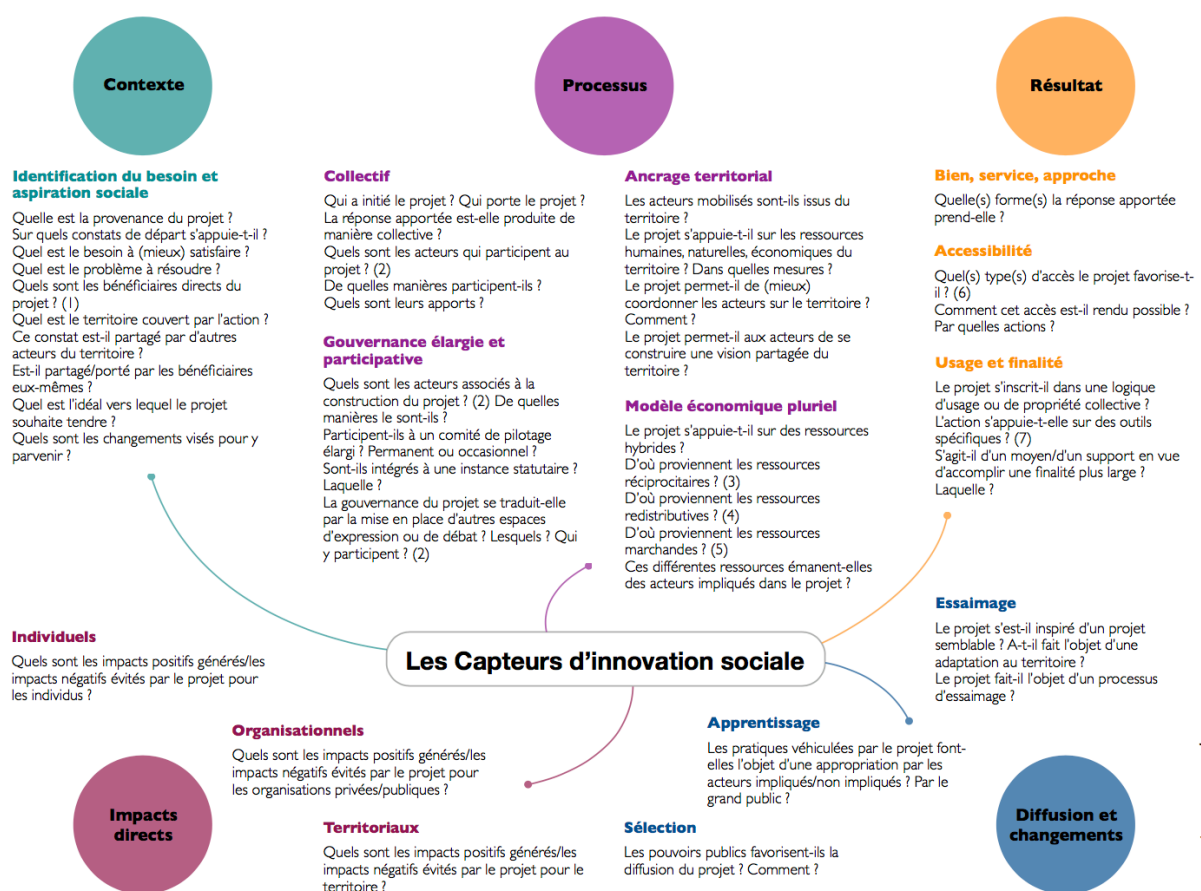 Contexte
Processus
Résultat
Identification du besoin et
aspiration sociale
Quelle est la provenance du projet ?
Sur quels constats de départ s’appuie-t-il ?
Quel est le besoin à (mieux) satisfaire ?
Quel est le problème à résoudre ?
Quels sont les bénéficiaires directs du
projet ? (1)
Quel est le territoire couvert par l’action ?
Ce constat est-il partagé par d’autres
acteurs du territoire ?
Est-il partagé/porté par les bénéficiaires
eux-mêmes ?
Quel est l’idéal vers lequel le projet
souhaite tendre ?
Quels sont les changements visés pour y
parvenir ?
Collectif
Qui a initié le projet ? Qui porte le projet ?
La réponse apportée est-elle produite de
manière collective ?
Quels sont les acteurs qui participent au
projet ? (2)
De quelles manières participent-ils ?
Quels sont leurs apports ?
Gouvernance élargie et
participative
Quels sont les acteurs associés à la
construction du projet ? (2) De quelles
manières le sont-ils ?
Participent-ils à un comité de pilotage
élargi ? Permanent ou occasionnel ?
Sont-ils intégrés à une instance statutaire ?
Laquelle ?
La gouvernance du projet se traduit-elle
par la mise en place d’autres espaces
d’expression ou de débat ? Lesquels ? Qui
y participent ? (2)
Ancrage territorial
Les acteurs mobilisés sont-ils issus du
territoire ?
Le projet s’appuie-t-il sur les ressources
humaines, naturelles, économiques du
territoire ? Dans quelles mesures ?
Le projet permet-il de (mieux)
coordonner les acteurs sur le territoire ?
Comment ?
Le projet permet-il aux acteurs de se
construire une vision partagée du
territoire ?
Modèle économique pluriel
Le projet s’appuie-t-il sur des ressources
hybrides ?
D’où proviennent les ressources
réciprocitaires ? (3)
D’où proviennent les ressources
redistributives ? (4)
D’où proviennent les ressources
marchandes ? (5)
Ces différentes ressources émanent-elles
des acteurs impliqués dans le projet ?
Bien, service, approche
Quelle(s) forme(s) la réponse apportée
prend-elle ?
Accessibilité
Quel(s) type(s) d’accès le projet favorise-t-
il ? (6)
Comment cet accès est-il rendu possible ?
Par quelles actions ?
Usage et finalité
Le projet s’inscrit-il dans une logique
d’usage ou de propriété collective ?
L’action s’appuie-t-elle sur des outils
spécifiques ? (7)
S’agit-il d’un moyen/d’un support en vue
d’accomplir une finalité plus large ?
Laquelle ?
Les Capteurs d’innovation sociale
Individuels
Quels sont les impacts positifs générés/les
impacts négatifs évités par le projet pour
les individus ?
Organisationnels
Quels sont les impacts positifs générés/les
impacts négatifs évités par le projet pour
les organisations privées/publiques ?
Territoriaux
Quels sont les impacts positifs générés/les
impacts négatifs évités par le projet pour le
territoire ?
Impacts
directs
Essaimage
Le projet s’est-il inspiré d’un projet
semblable ? A-t-il fait l’objet d’une
adaptation au territoire ?
Le projet fait-il l’objet d’un processus
d’essaimage ?
Apprentissage
Les pratiques véhiculées par le projet font-
elles l’objet d’une appropriation par les
acteurs impliqués/non impliqués ? Par le
grand public ?
Sélection
Les pouvoirs publics favorisent-ils la
diffusion du projet ? Comment ?
Diffusion et
changements